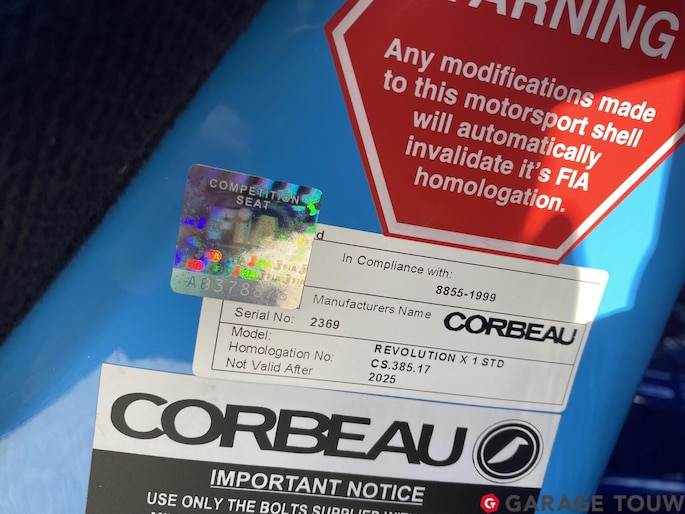 WARNING
Any modifications made
to this motorsport shell
will automatically
invalidate it's FIA
homologation.
COMPETITION
SEAT
fia
d
In Compliance with:
8855-1999
Manufacturers Name CORBEAU
Serial No: 2369
Model: REVOLUTION X 1 STD
Homologation No: CS.385.17
Not Valid After 2025
CORBEAU
IMPORTANT NOTICE
USE ONLY THE BOLTS SUPPLIED
G GARAGE TOUW